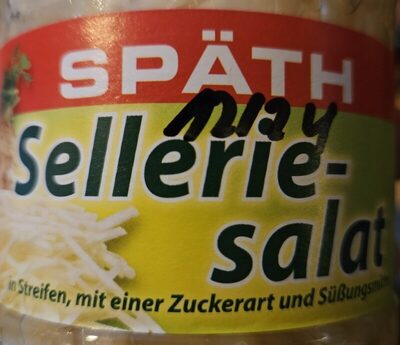 SPÄTH
Sellerie-
salat
in Streifen, mit einer Zuckerart und